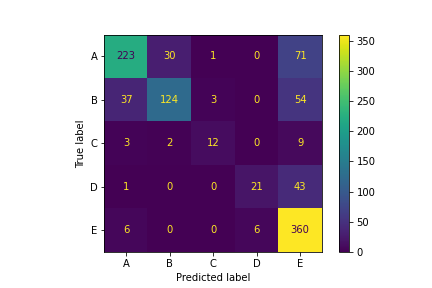 A 223 30 1 0 71
B 37 124 3 0 54
C 3 2 12 0 9
D 1 0 0 21 43
E 6 0 0 6 360
A B C D E
Predicted label
True label
350
300
250
200
150
100
50
0